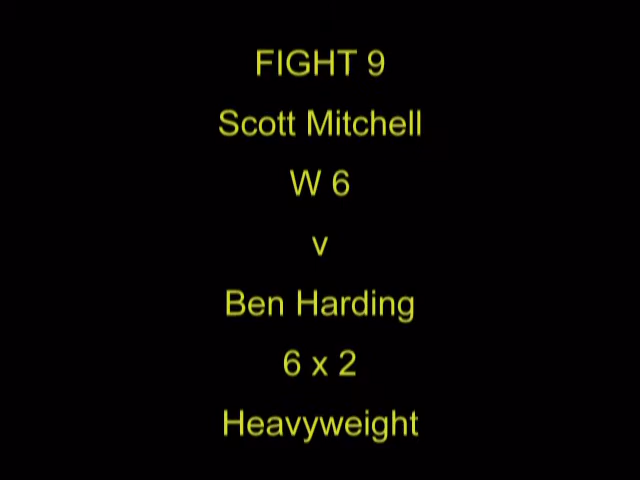 FIGHT 9
Scott Mitchell
W 6
v
Ben Harding
6 x 2
Heavyweight